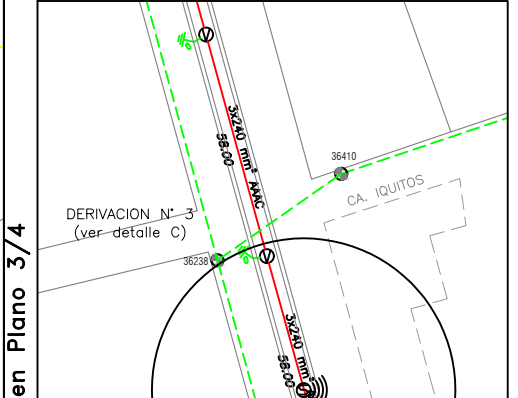 en Plano 3/4
3x240 mm² AAAC
58.00
36410
CA. IQUITOS
DERIVACION N° 3
(ver detalle C)
36238
V
V
3x240 mm²
58.00